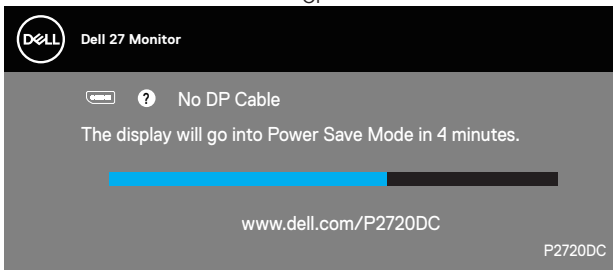 DELL
Dell 27 Monitor
? No DP Cable
The display will go into Power Save Mode in 4 minutes.
www.dell.com/P2720DC
P2720DC